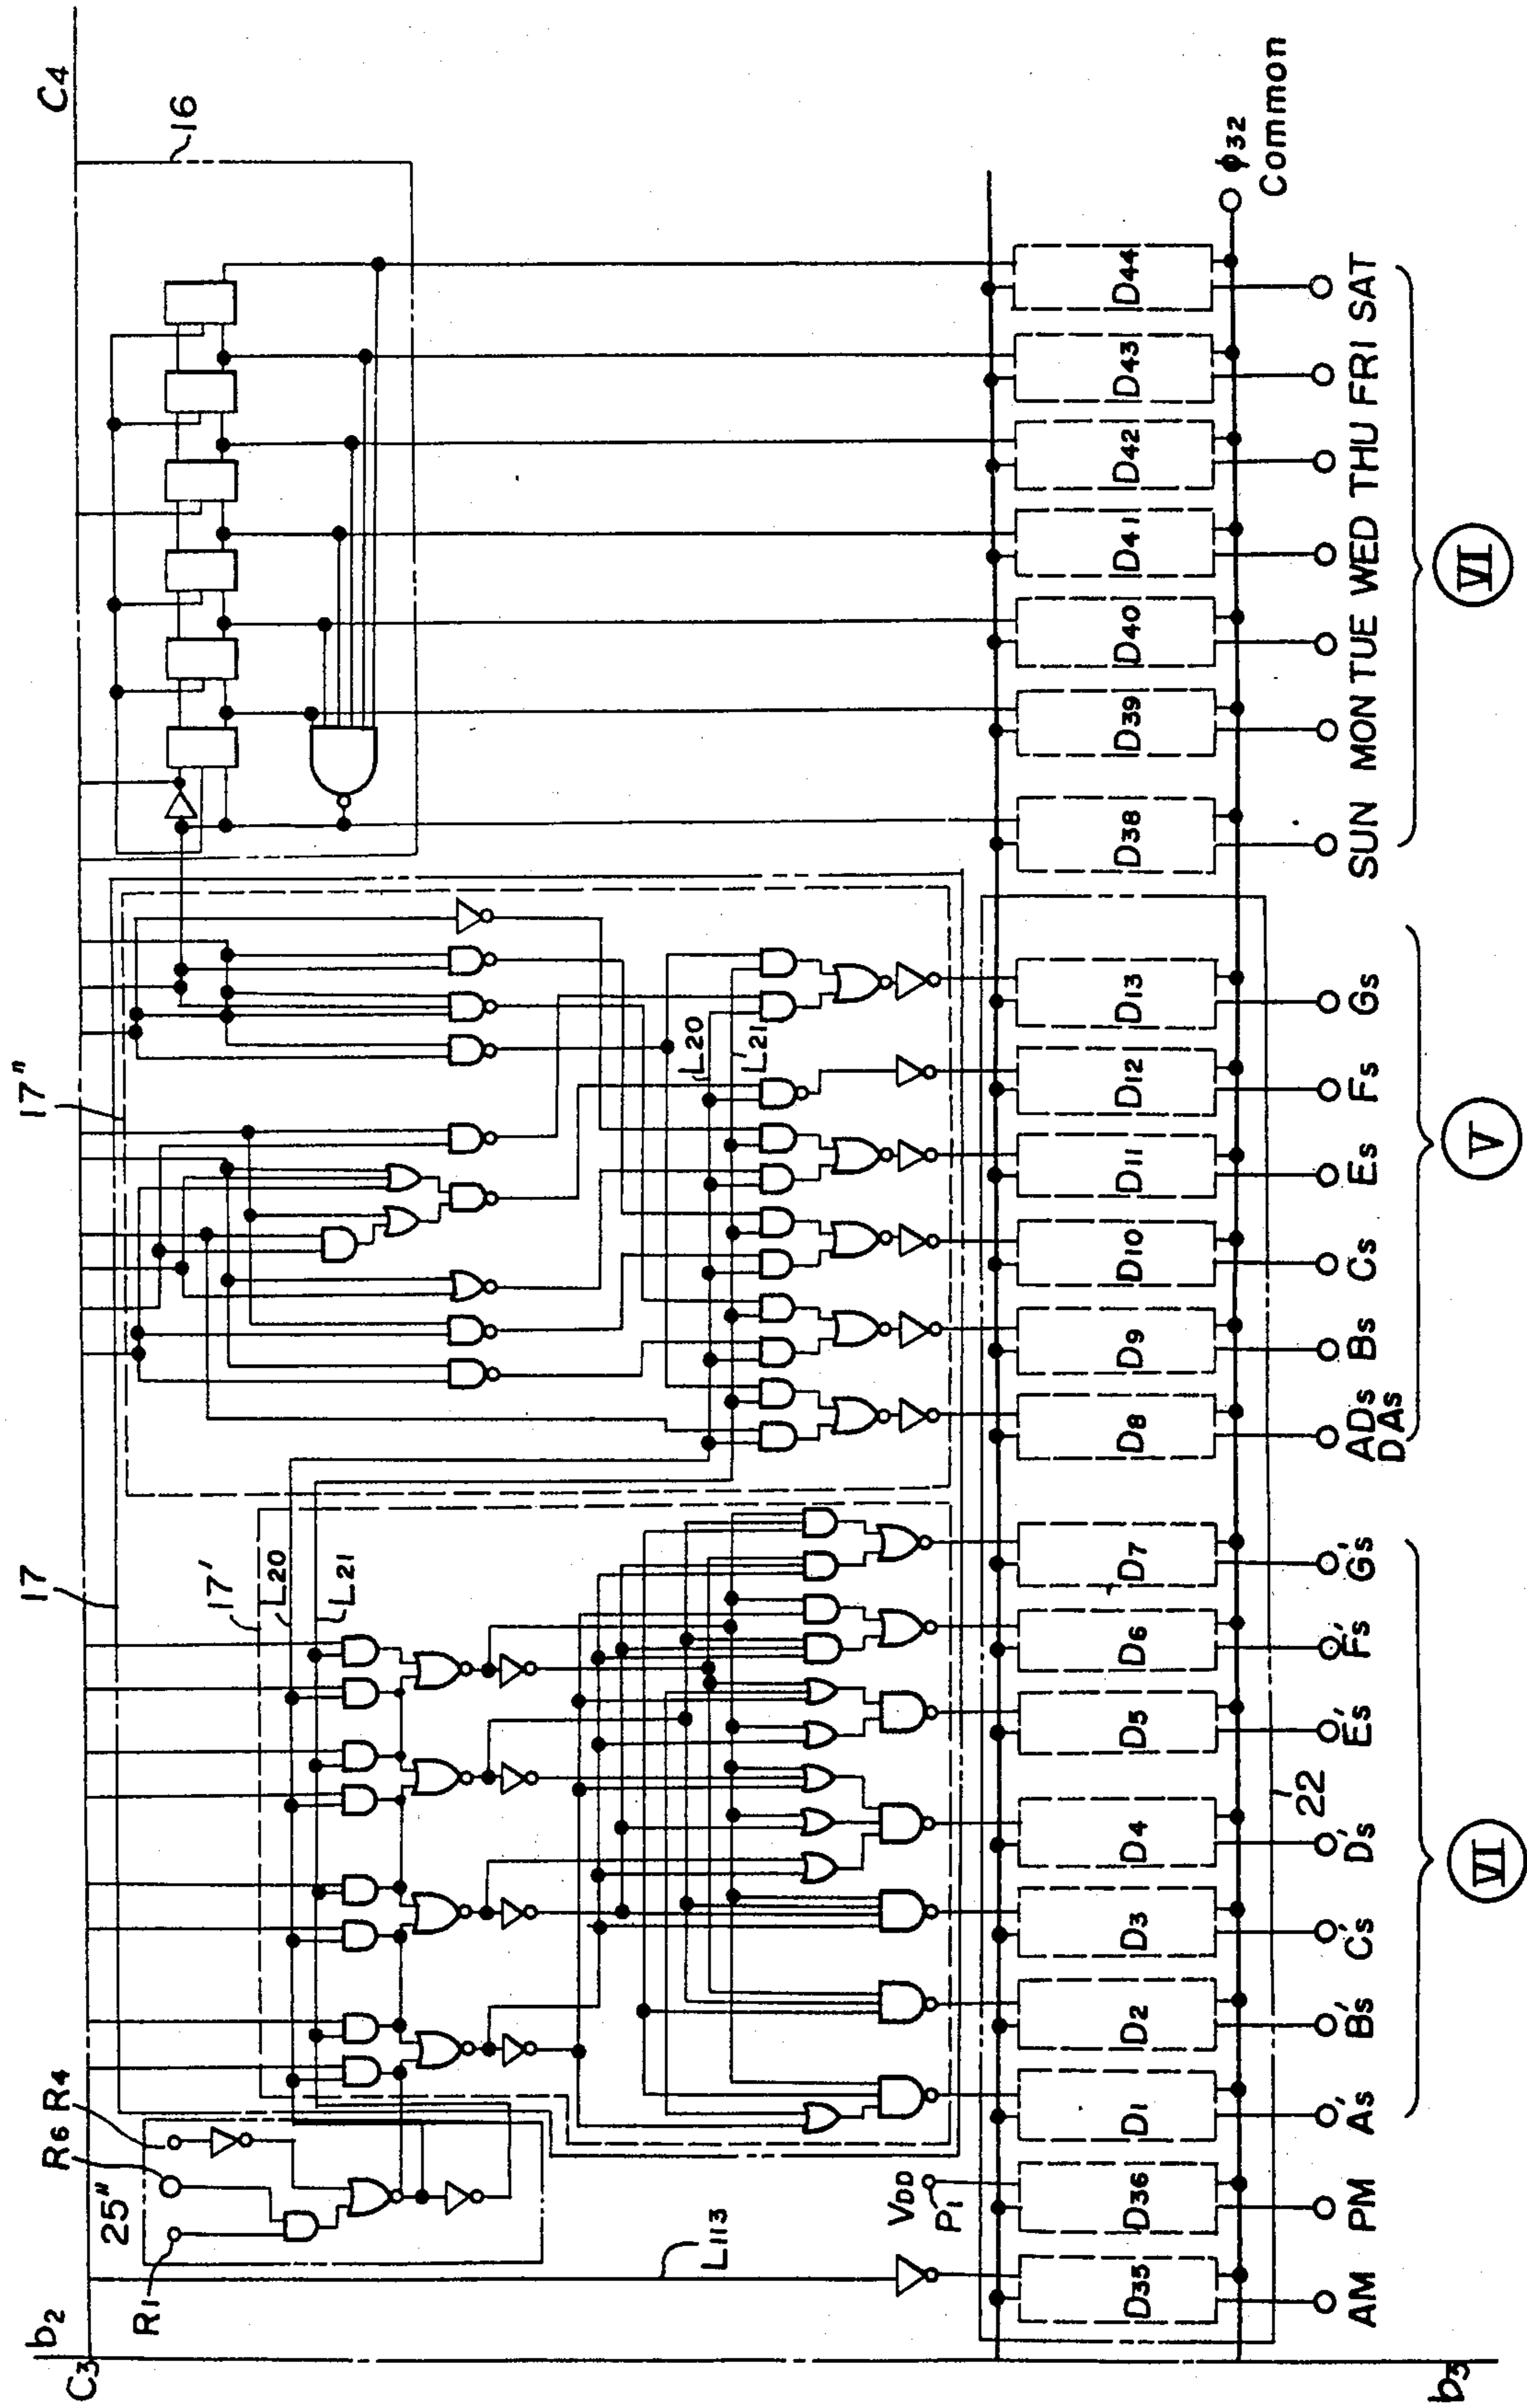 C4
16
17"
17
17'
L20
L21
L20
L21
R4
R6
25"
R1
b2
C3
L113
VDD
P1
D35
D36
D1
D2
D3
D4
D5
D6
D7
D8
D9
D10
D11
D12
D13
D38
D39
D40
D41
D42
D43
D44
φ32
Common
22
AM PM A's B's C's D's E's F's G's ADs Bs Cs Es Fs Gs SUN MON TUE WED THU FRI SAT
DAs
VI
V
VI
b3